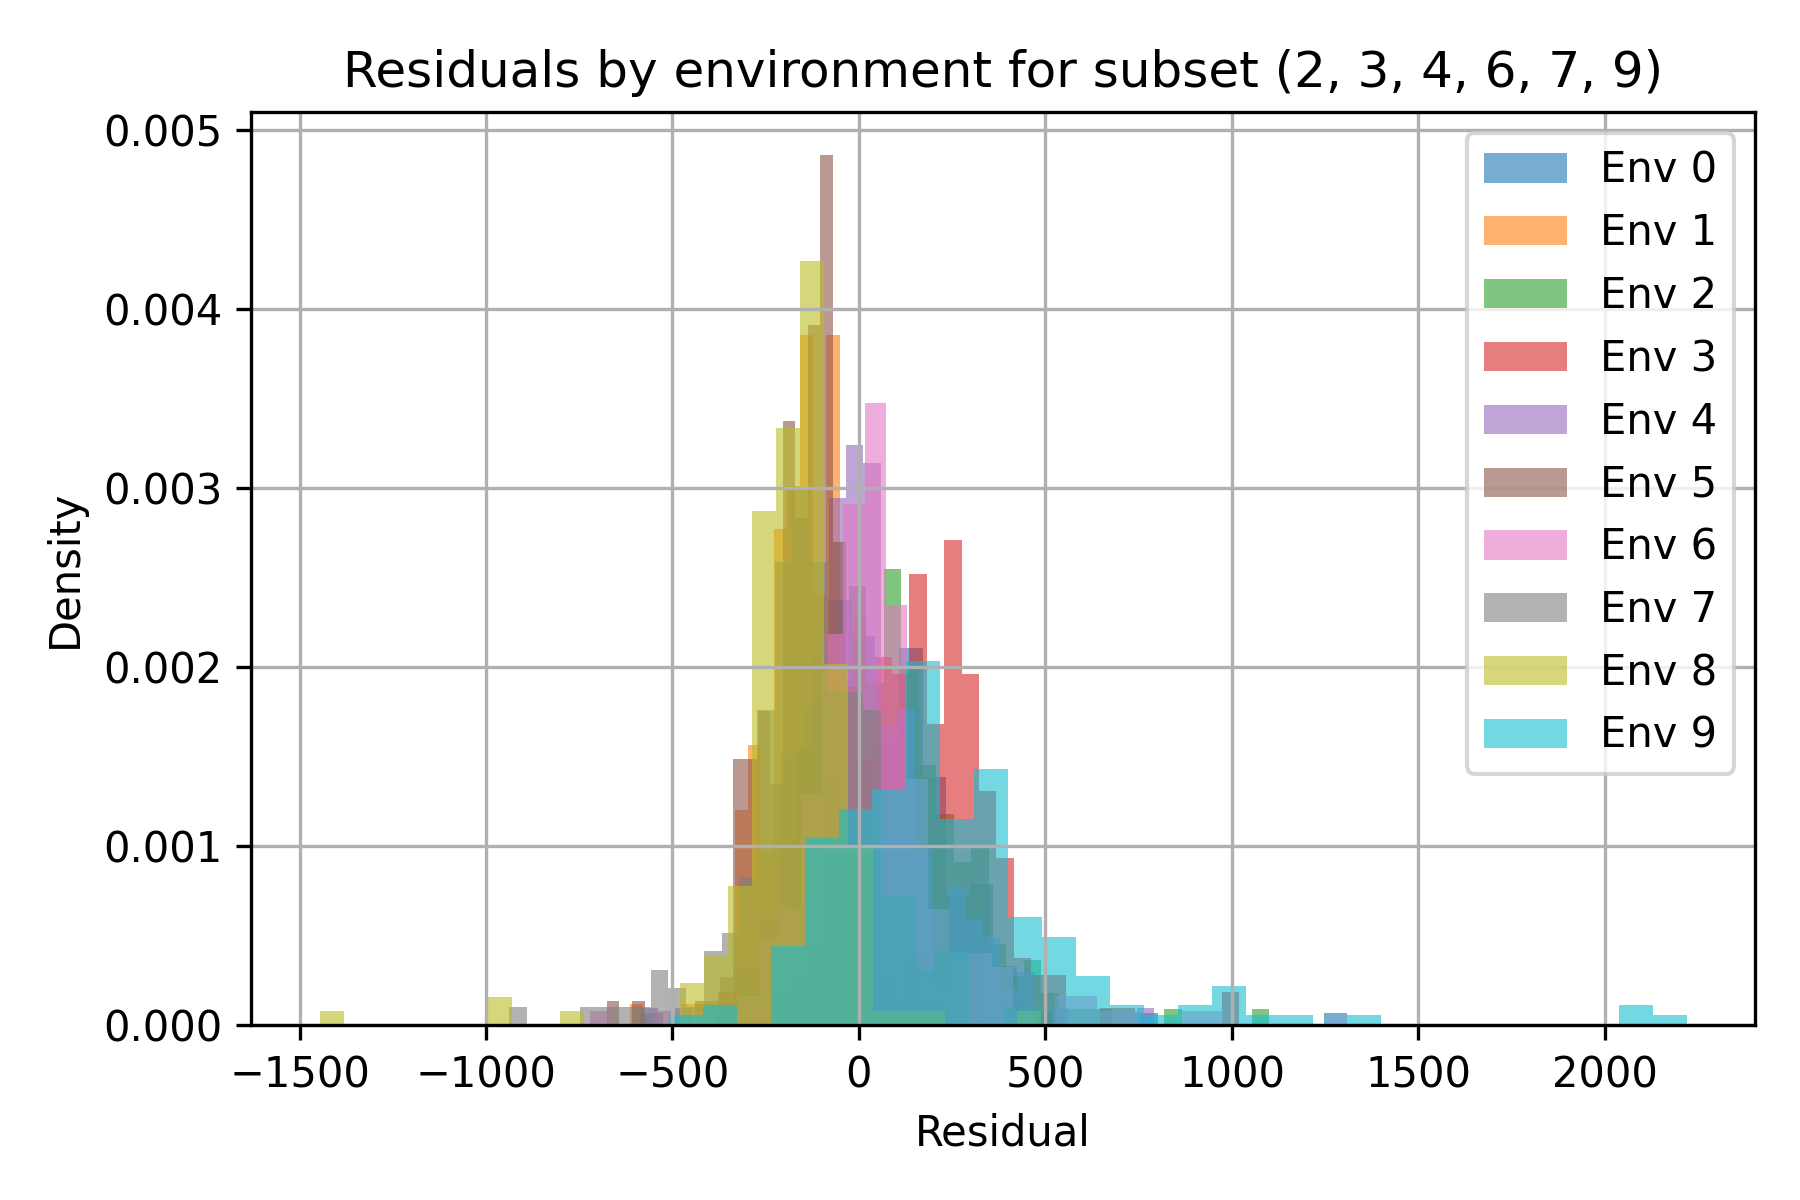 Residuals by environment for subset (2, 3, 4, 6, 7, 9)
0.005
0.004
0.003
0.002
0.001
0.000
Density
−1500
−1000
−500
0
500
1000
1500
2000
Residual
Env 0
Env 1
Env 2
Env 3
Env 4
Env 5
Env 6
Env 7
Env 8
Env 9